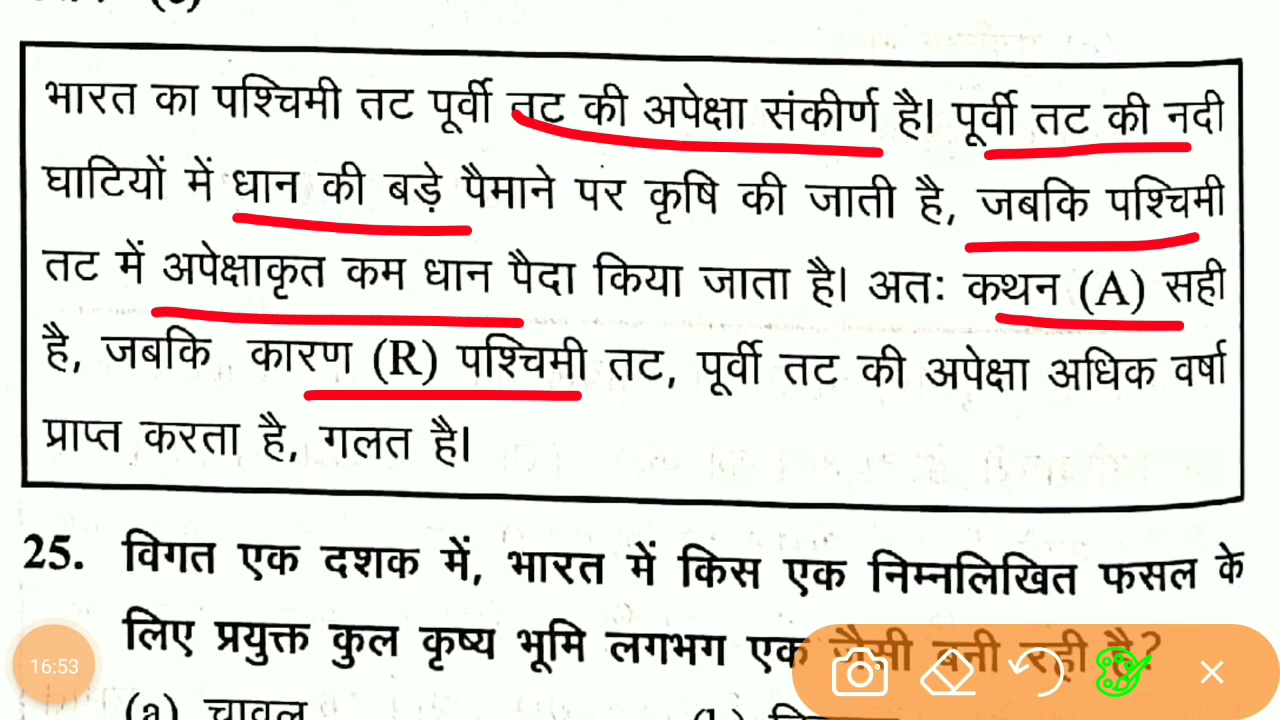 भारत का पश्चिमी तट पूर्वी तट की अपेक्षा संकीर्ण है। पूर्वी तट की नदी
घाटियों में धान की बड़े पैमाने पर कृषि की जाती है, जबकि पश्चिमी
तट में अपेक्षाकृत कम धान पैदा किया जाता है। अतः कथन (A) सही
है, जबकि कारण (R) पश्चिमी तट, पूर्वी तट की अपेक्षा अधिक वर्षा
प्राप्त करता है, गलत है।
25. विगत एक दशक में, भारत में किस एक निम्नलिखित फसल के
लिए प्रयुक्त कुल कृष्य भूमि लगभग एक जैसी बनी रही है?
16:53
(a) चावल